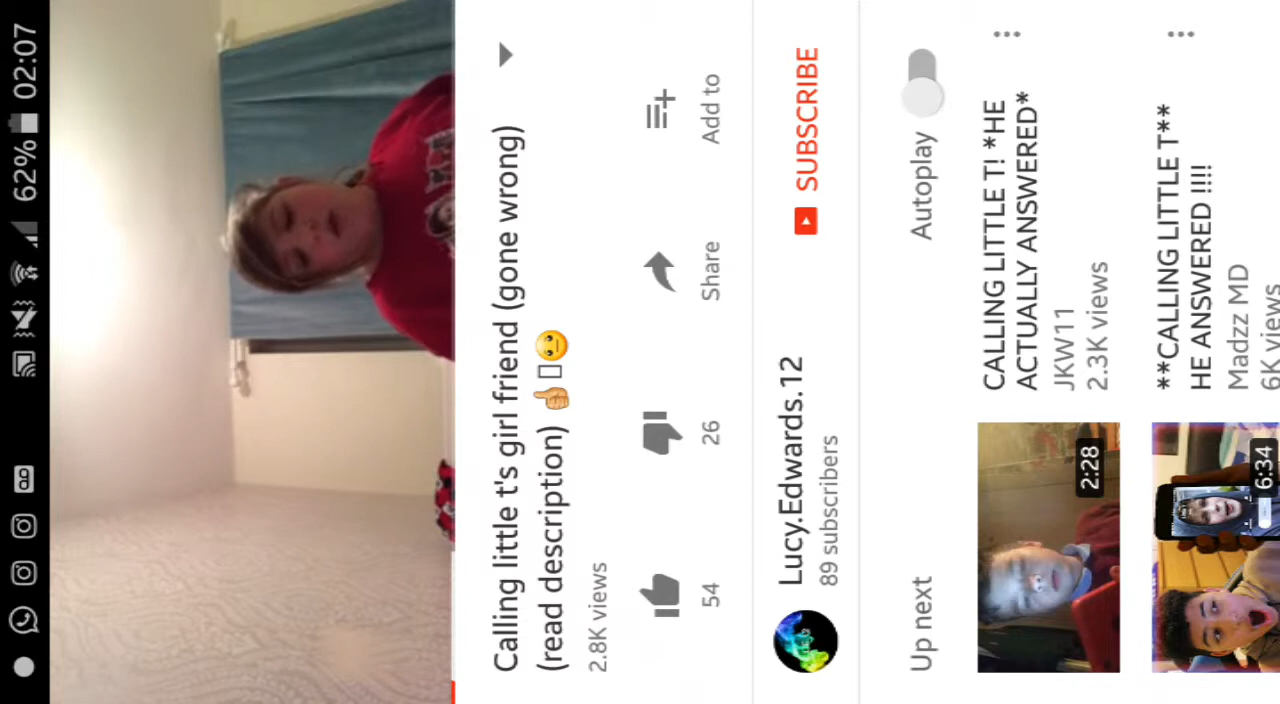 62% 02:07
Calling little t's girl friend (gone wrong)
(read description) 👍🏼😐
2.8K views
54
26
Share
Add to
Lucy.Edwards.12
89 subscribers
SUBSCRIBE
Up next
Autoplay
2:28
CALLING LITTLE T! *HE
ACTUALLY ANSWERED*
JKW11
2.3K views
6:34
**CALLING LITTLE T**
HE ANSWERED !!!!
Madzz MD
6K views